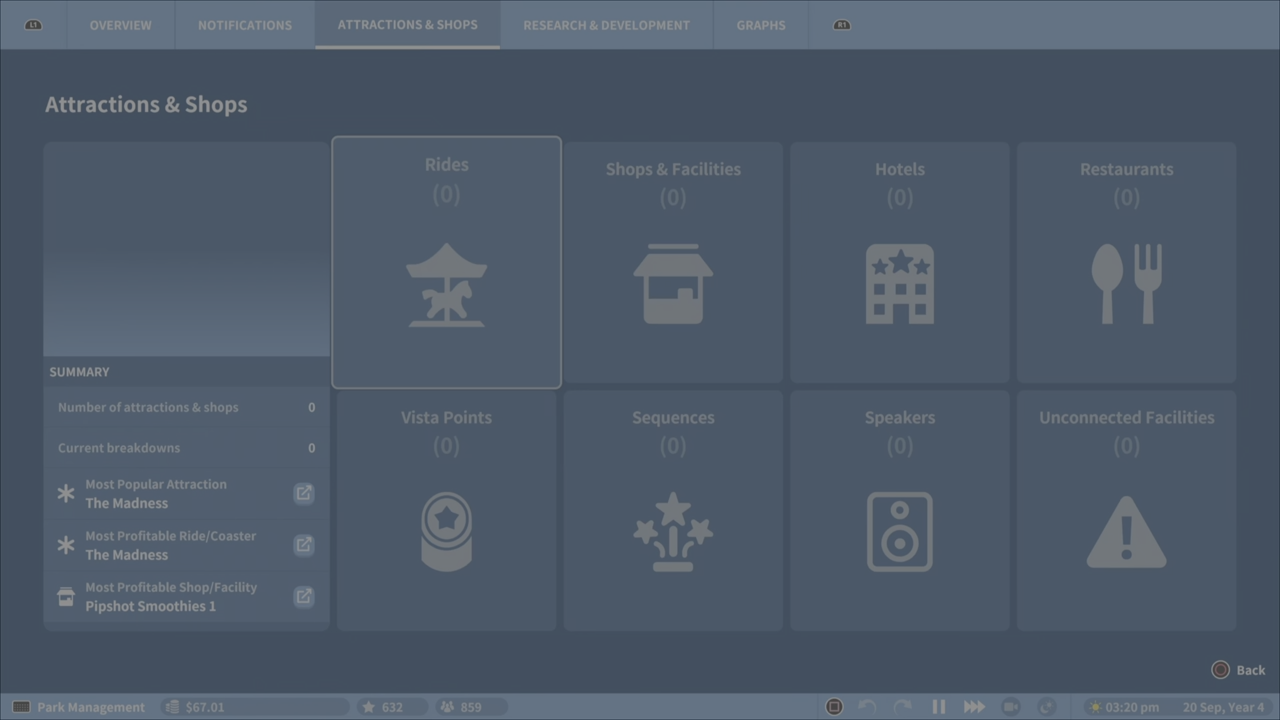 L1
OVERVIEW
NOTIFICATIONS
ATTRACTIONS & SHOPS
RESEARCH & DEVELOPMENT
GRAPHS
R1
Attractions & Shops
Rides
(0)
Shops & Facilities
(0)
Hotels
(0)
Restaurants
(0)
SUMMARY
Number of attractions & shops 0
Current breakdowns 0
Most Popular Attraction
The Madness
Most Profitable Ride/Coaster
The Madness
Most Profitable Shop/Facility
Pipshot Smoothies 1
Vista Points
(0)
Sequences
(0)
Speakers
(0)
Unconnected Facilities
(0)
Back
Park Management
$67.01
632
859
03:20 pm
20 Sep, Year 4